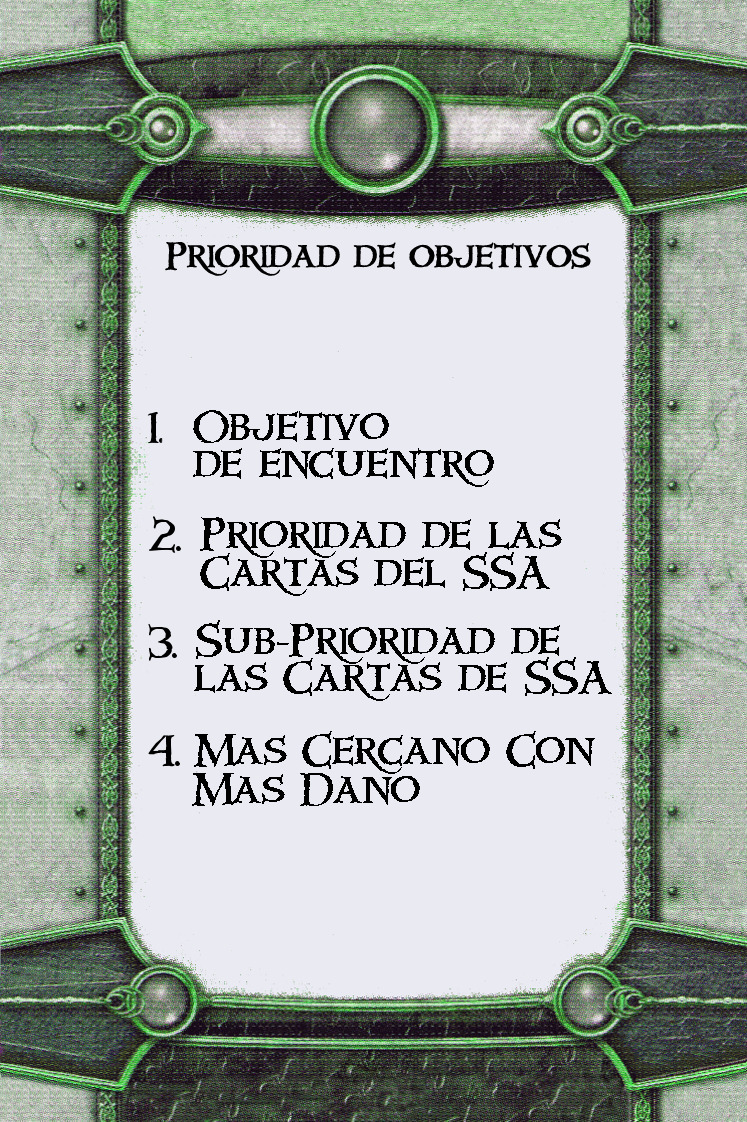 Prioridad de objetivos
1. Objetivo
de encuentro
2. Prioridad de las
Cartas del SSA
3. Sub-Prioridad de
las Cartas de SSA
4. Mas Cercano Con
Mas Dano